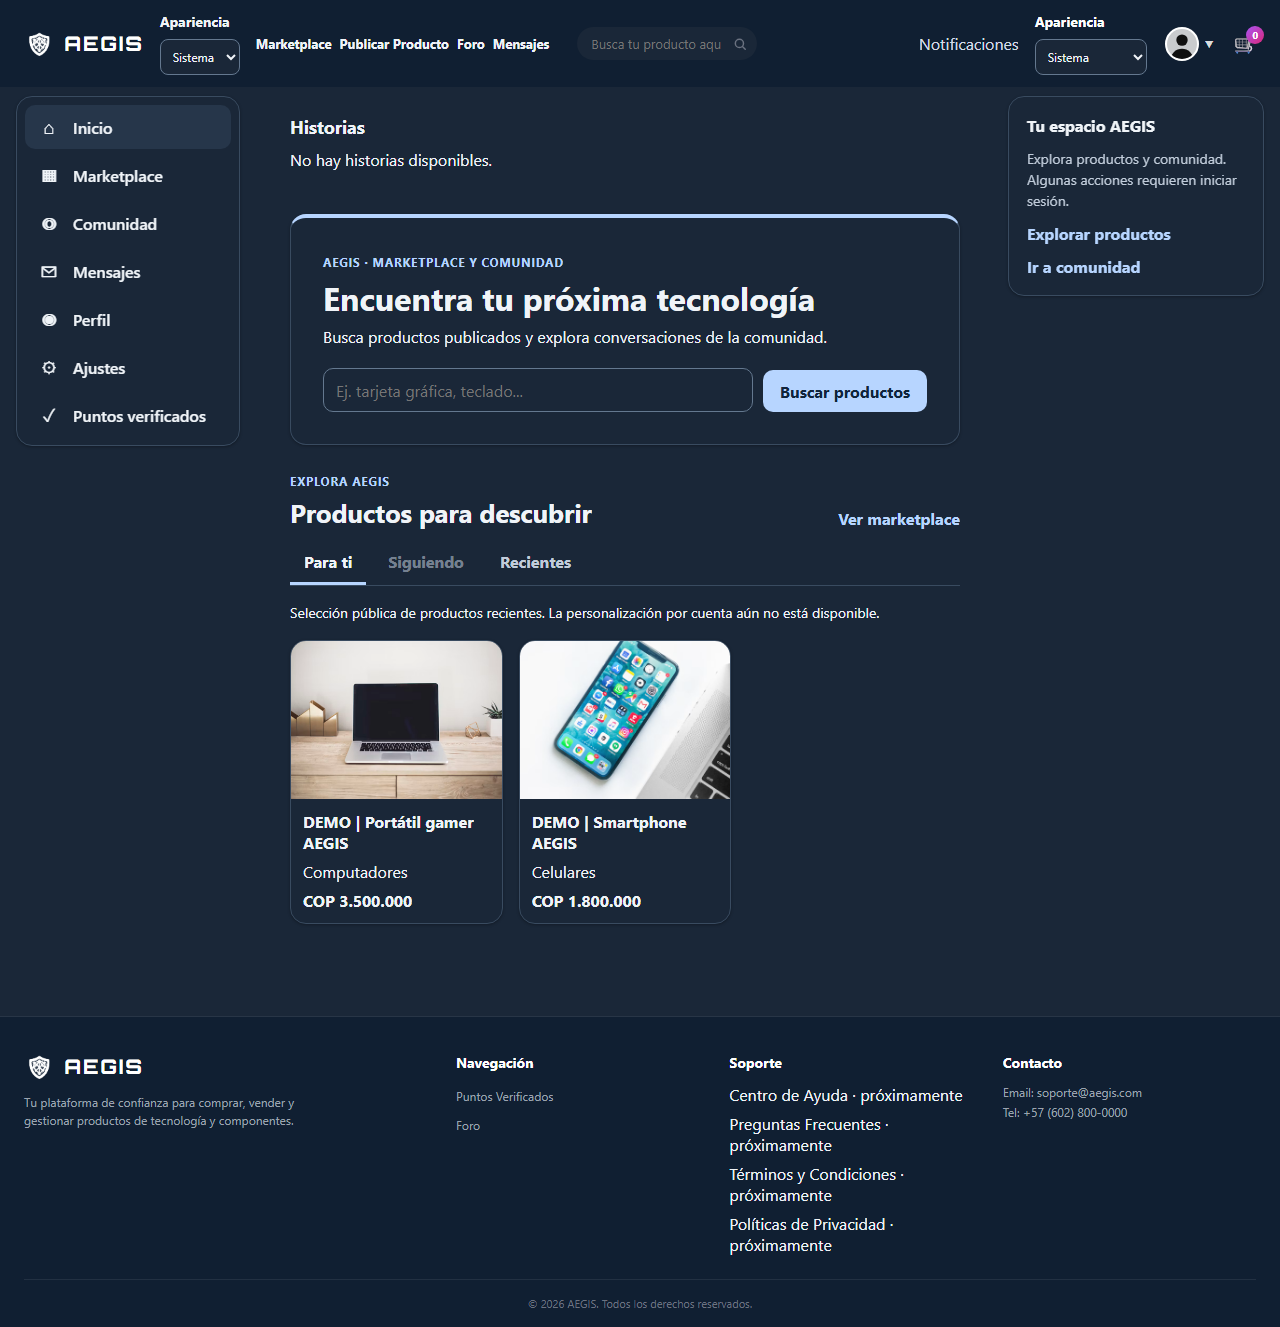 AEGIS
Apariencia
Sistema
Marketplace Publicar Producto Foro Mensajes
Busca tu producto aqu
Notificaciones
Apariencia
Sistema
0
Inicio
Marketplace
Comunidad
Mensajes
Perfil
Ajustes
Puntos verificados
Historias
No hay historias disponibles.
AEGIS · MARKETPLACE Y COMUNIDAD
Encuentra tu próxima tecnología
Busca productos publicados y explora conversaciones de la comunidad.
Ej. tarjeta gráfica, teclado...
Buscar productos
EXPLORA AEGIS
Productos para descubrir
Ver marketplace
Para ti Siguiendo Recientes
Selección pública de productos recientes. La personalización por cuenta aún no está disponible.
DEMO | Portátil gamer
AEGIS
Computadores
COP 3.500.000
DEMO | Smartphone
AEGIS
Celulares
COP 1.800.000
Tu espacio AEGIS
Explora productos y comunidad.
Algunas acciones requieren iniciar
sesión.
Explorar productos
Ir a comunidad
AEGIS
Tu plataforma de confianza para comprar, vender y
gestionar productos de tecnología y componentes.
Navegación
Puntos Verificados
Foro
Soporte
Centro de Ayuda · próximamente
Preguntas Frecuentes ·
próximamente
Términos y Condiciones ·
próximamente
Políticas de Privacidad ·
próximamente
Contacto
Email: soporte@aegis.com
Tel: +57 (602) 800-0000
© 2026 AEGIS. Todos los derechos reservados.